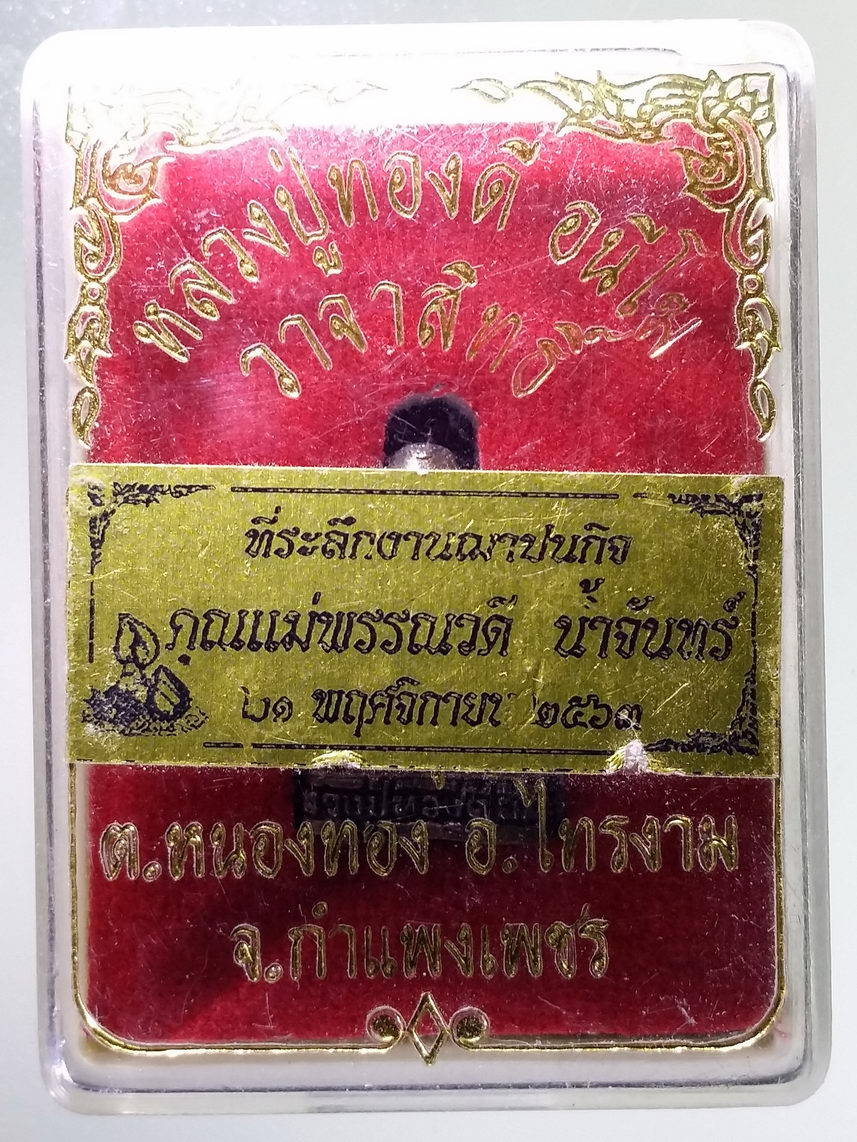 หลวงปู่ทองดี อนีโฆ
วาจาสิทธิ์
ที่ระลึกงานฌาปนกิจ
คุณแม่พรรณวดี น้ำจันทร์
๒๑ พฤศจิกายน ๒๕๖๓
ต.หนองทอง อ.ไทรงาม
จ.กำแพงเพชร